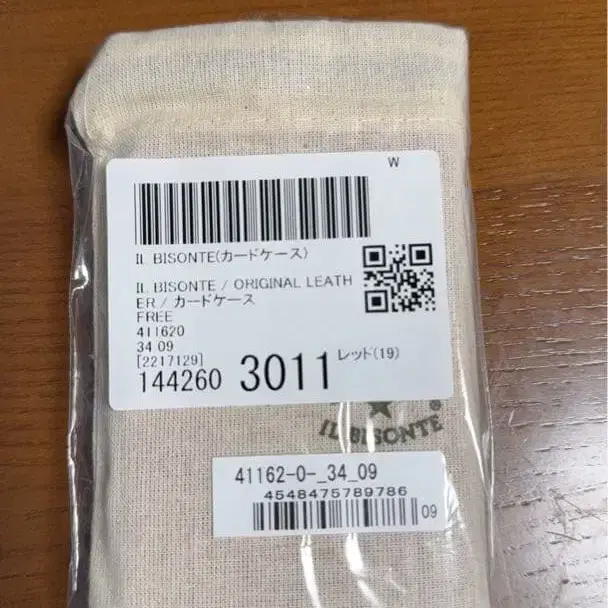 W
IL BISONTE(カードケース)
IL BISONTE / ORIGINAL LEATH
ER / カードケース
FREE
411620
34 09
[2217129]
144260 3011 レッド(19)
IL BISONTE®
41162-0-_34_09
4548475789786
09